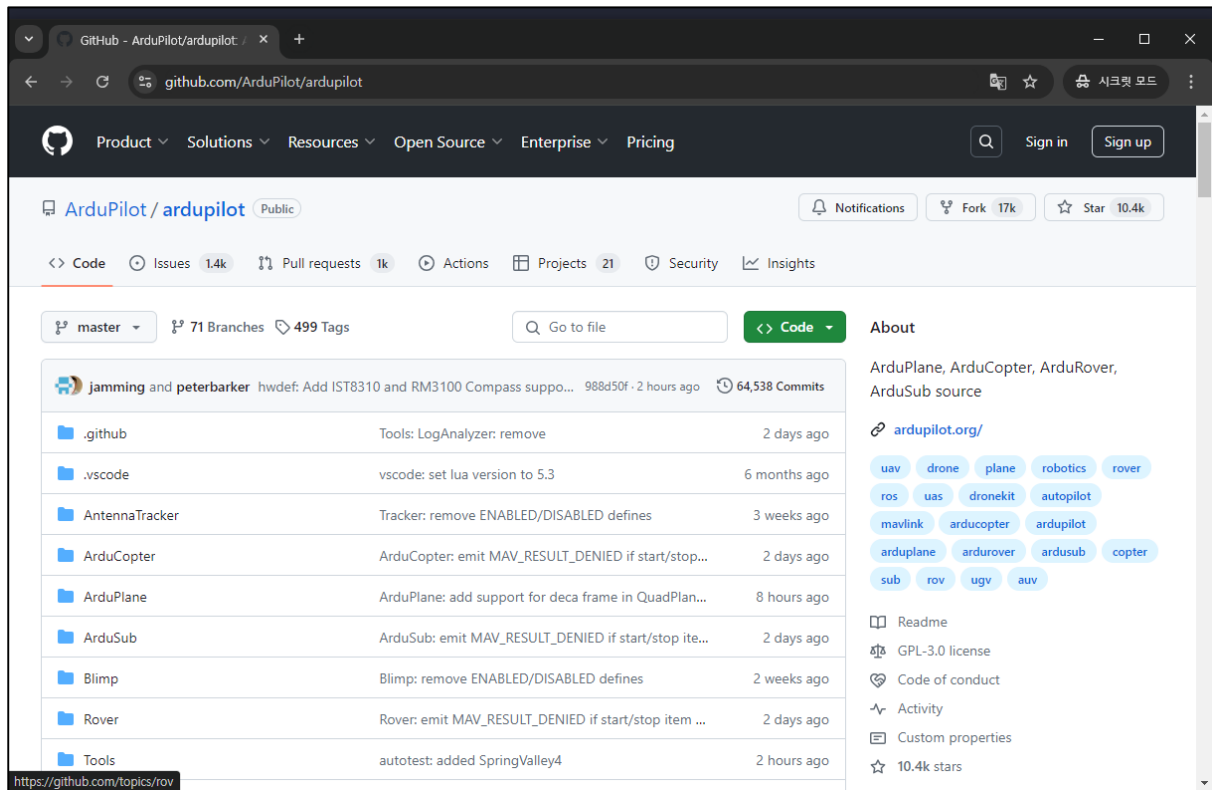 GitHub - ArduPilot/ardupilot: A
github.com/ArduPilot/ardupilot
시크릿 모드
Product Solutions Resources Open Source Enterprise Pricing
Sign in Sign up
ArduPilot / ardupilot Public
Notifications Fork 17k Star 10.4k
Code Issues 1.4k Pull requests 1k Actions Projects 21 Security Insights
master 71 Branches 499 Tags Go to file Code
jamming and peterbarker hwdef: Add IST8310 and RM3100 Compass suppo... 988d50f · 2 hours ago 64,538 Commits
.github Tools: LogAnalyzer: remove 2 days ago
.vscode vscode: set lua version to 5.3 6 months ago
AntennaTracker Tracker: remove ENABLED/DISABLED defines 3 weeks ago
ArduCopter ArduCopter: emit MAV_RESULT_DENIED if start/stop... 2 days ago
ArduPlane ArduPlane: add support for deca frame in QuadPlan... 8 hours ago
ArduSub ArduSub: emit MAV_RESULT_DENIED if start/stop ite... 2 days ago
Blimp Blimp: remove ENABLED/DISABLED defines 2 weeks ago
Rover Rover: emit MAV_RESULT_DENIED if start/stop item ... 2 days ago
Tools autotest: added SpringValley4 2 hours ago
About
ArduPlane, ArduCopter, ArduRover,
ArduSub source
ardupilot.org/
uav drone plane robotics rover
ros uas dronekit autopilot
mavlink arducopter ardupilot
arduplane ardurover ardusub copter
sub rov ugv auv
Readme
GPL-3.0 license
Code of conduct
Activity
Custom properties
10.4k stars
https://github.com/topics/rov